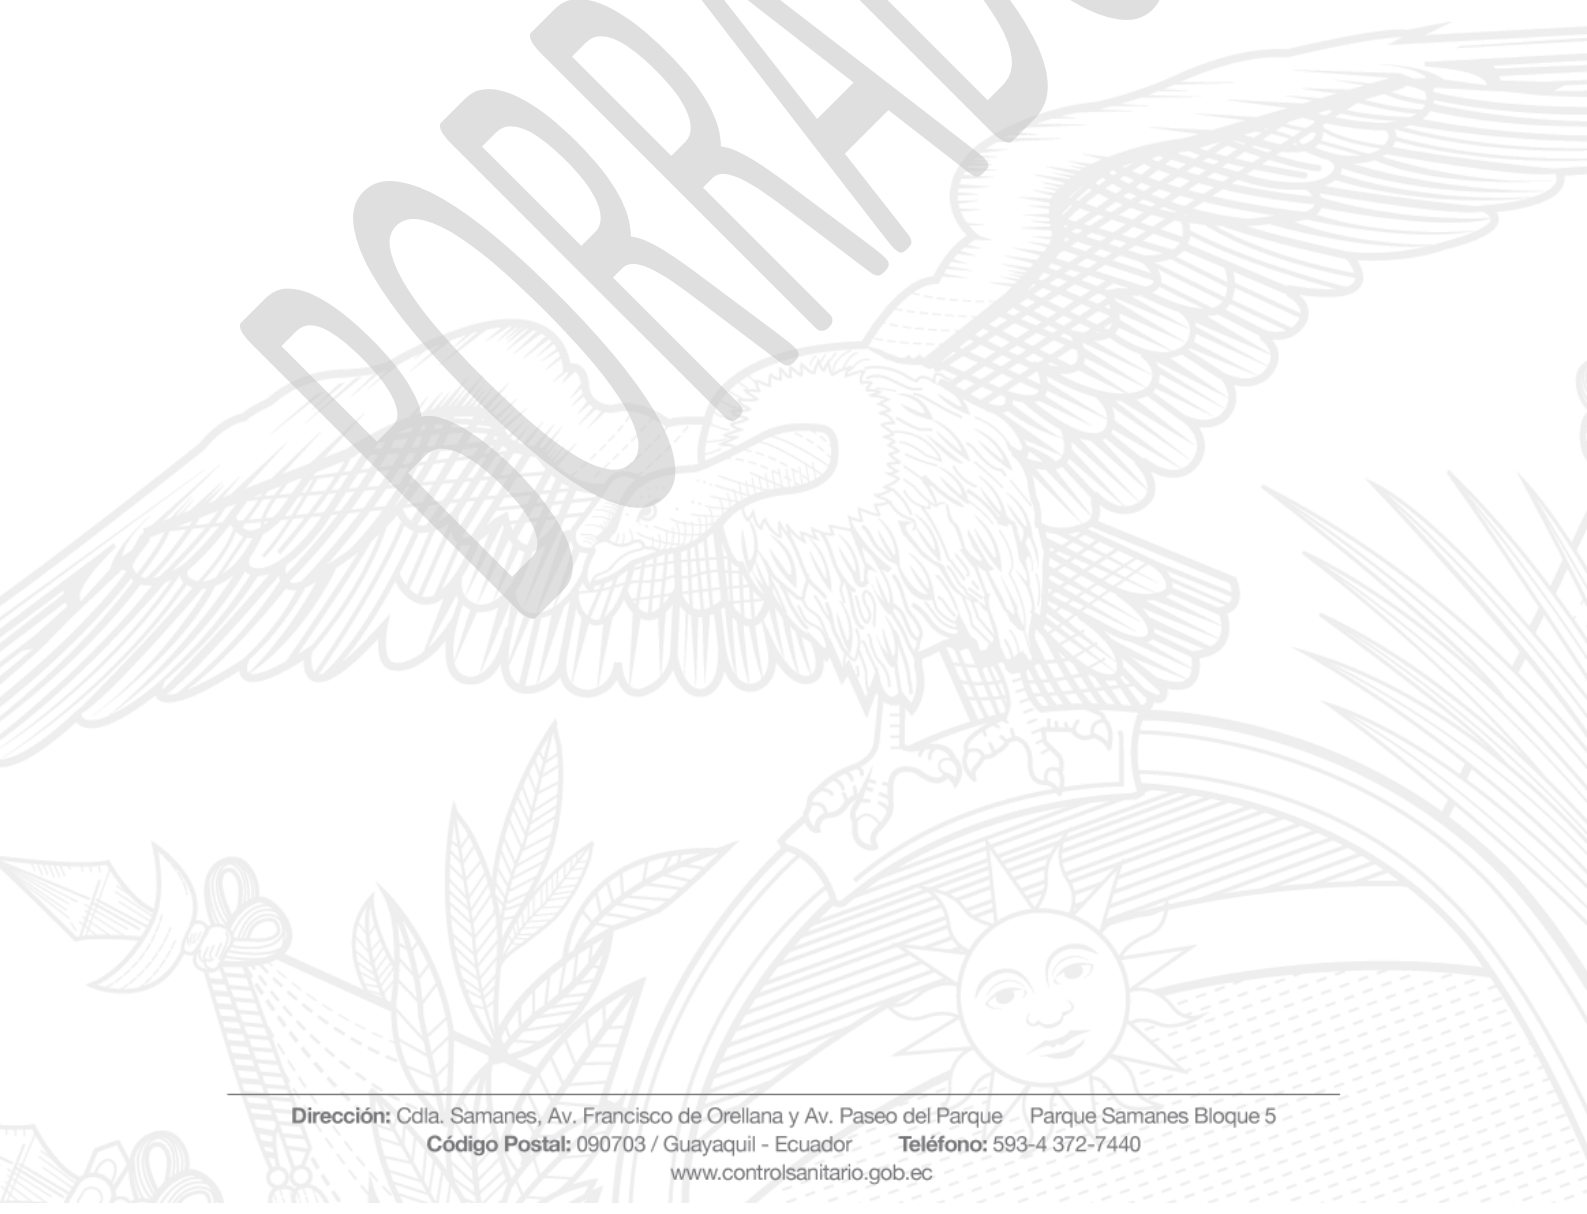 BORRADO
Dirección: Cdla. Samanes, Av. Francisco de Orellana y Av. Paseo del Parque Parque Samanes Bloque 5
Código Postal: 090703 / Guayaquil - Ecuador Teléfono: 593-4 372-7440
www.controlsanitario.gob.ec